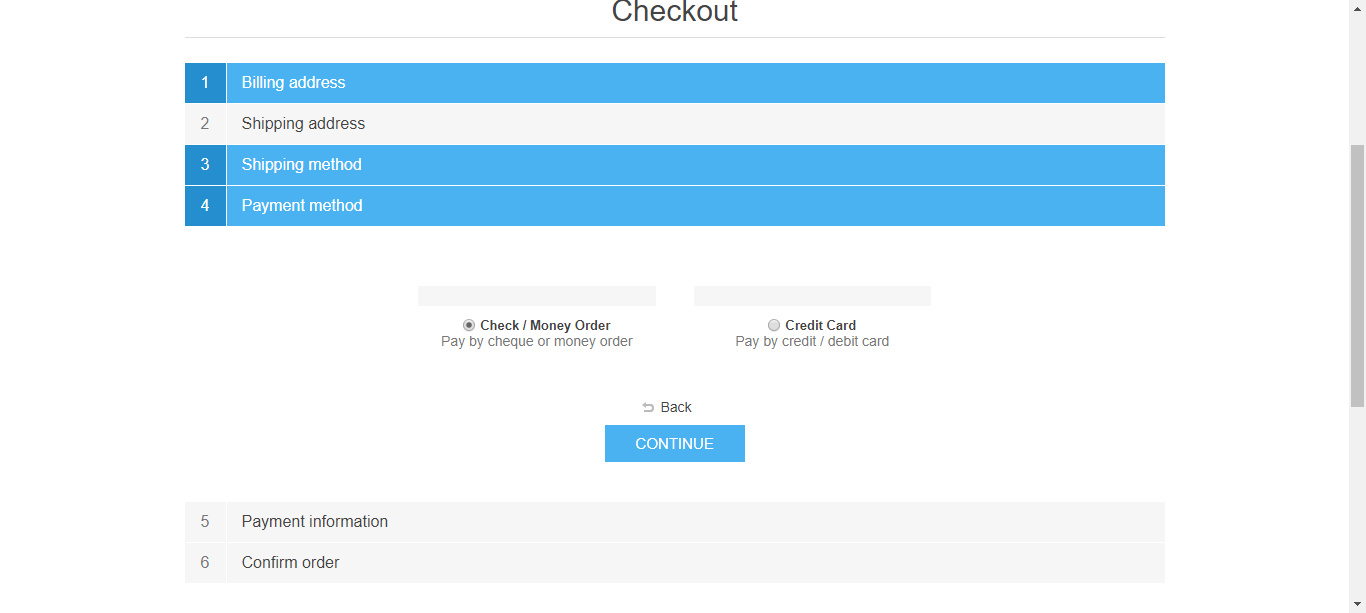 Checkout
1 Billing address
2 Shipping address
3 Shipping method
4 Payment method
Check / Money Order
Pay by cheque or money order
Credit Card
Pay by credit / debit card
Back
CONTINUE
5 Payment information
6 Confirm order